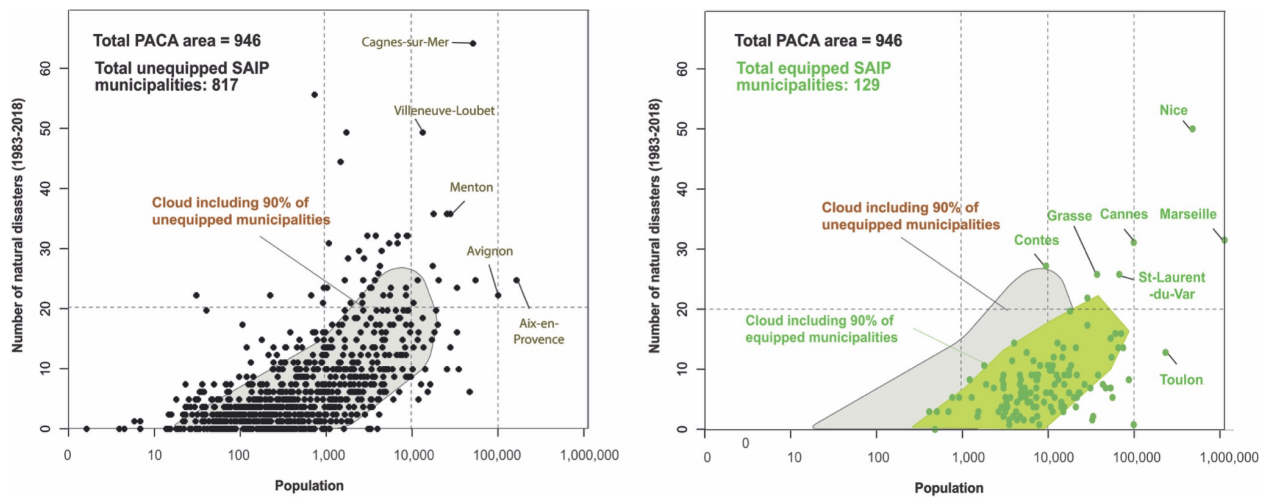 Total PACA area = 946
Total unequipped SAIP
municipalities: 817
Cagnes-sur-Mer
Villeneuve-Loubet
Menton
Cloud including 90% of
unequipped municipalities
Avignon
Aix-en-
Provence
Number of natural disasters (1983-2018)
60
50
40
30
20
10
0
0
10
100
1,000
10,000
100,000
1,000,000
Population
Total PACA area = 946
Total equipped SAIP
municipalities: 129
Nice
Cloud including 90% of
unequipped municipalities
Grasse
Cannes
Marseille
Contes
St-Laurent
-du-Var
Cloud including 90% of
equipped municipalities
Toulon
Number of natural disasters (1983-2018)
60
50
40
30
20
10
0
0
0
10
100
1,000
10,000
100,000
1,000,000
Population